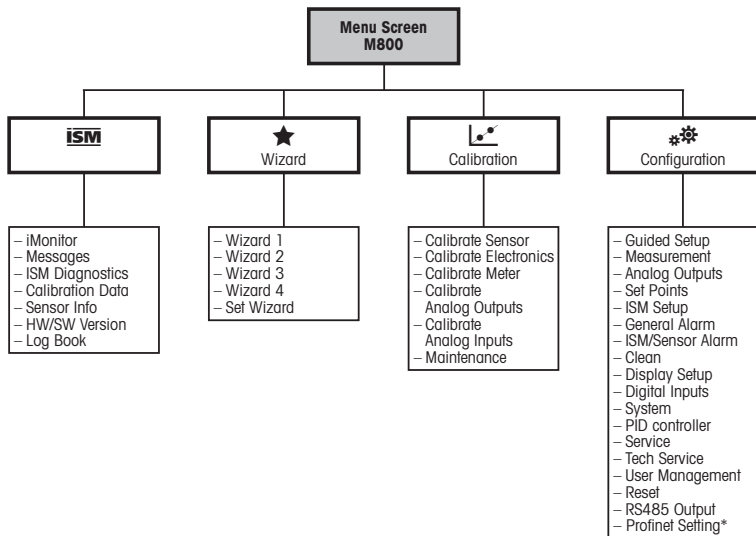 Menu Screen
M800
ISM
Wizard
Calibration
Configuration
– iMonitor
– Messages
– ISM Diagnostics
– Calibration Data
– Sensor Info
– HW/SW Version
– Log Book
– Wizard 1
– Wizard 2
– Wizard 3
– Wizard 4
– Set Wizard
– Calibrate Sensor
– Calibrate Electronics
– Calibrate Meter
– Calibrate
Analog Outputs
– Calibrate
Analog Inputs
– Maintenance
– Guided Setup
– Measurement
– Analog Outputs
– Set Points
– ISM Setup
– General Alarm
– ISM/Sensor Alarm
– Clean
– Display Setup
– Digital Inputs
– System
– PID controller
– Service
– Tech Service
– User Management
– Reset
– RS485 Output
– Profinet Setting*